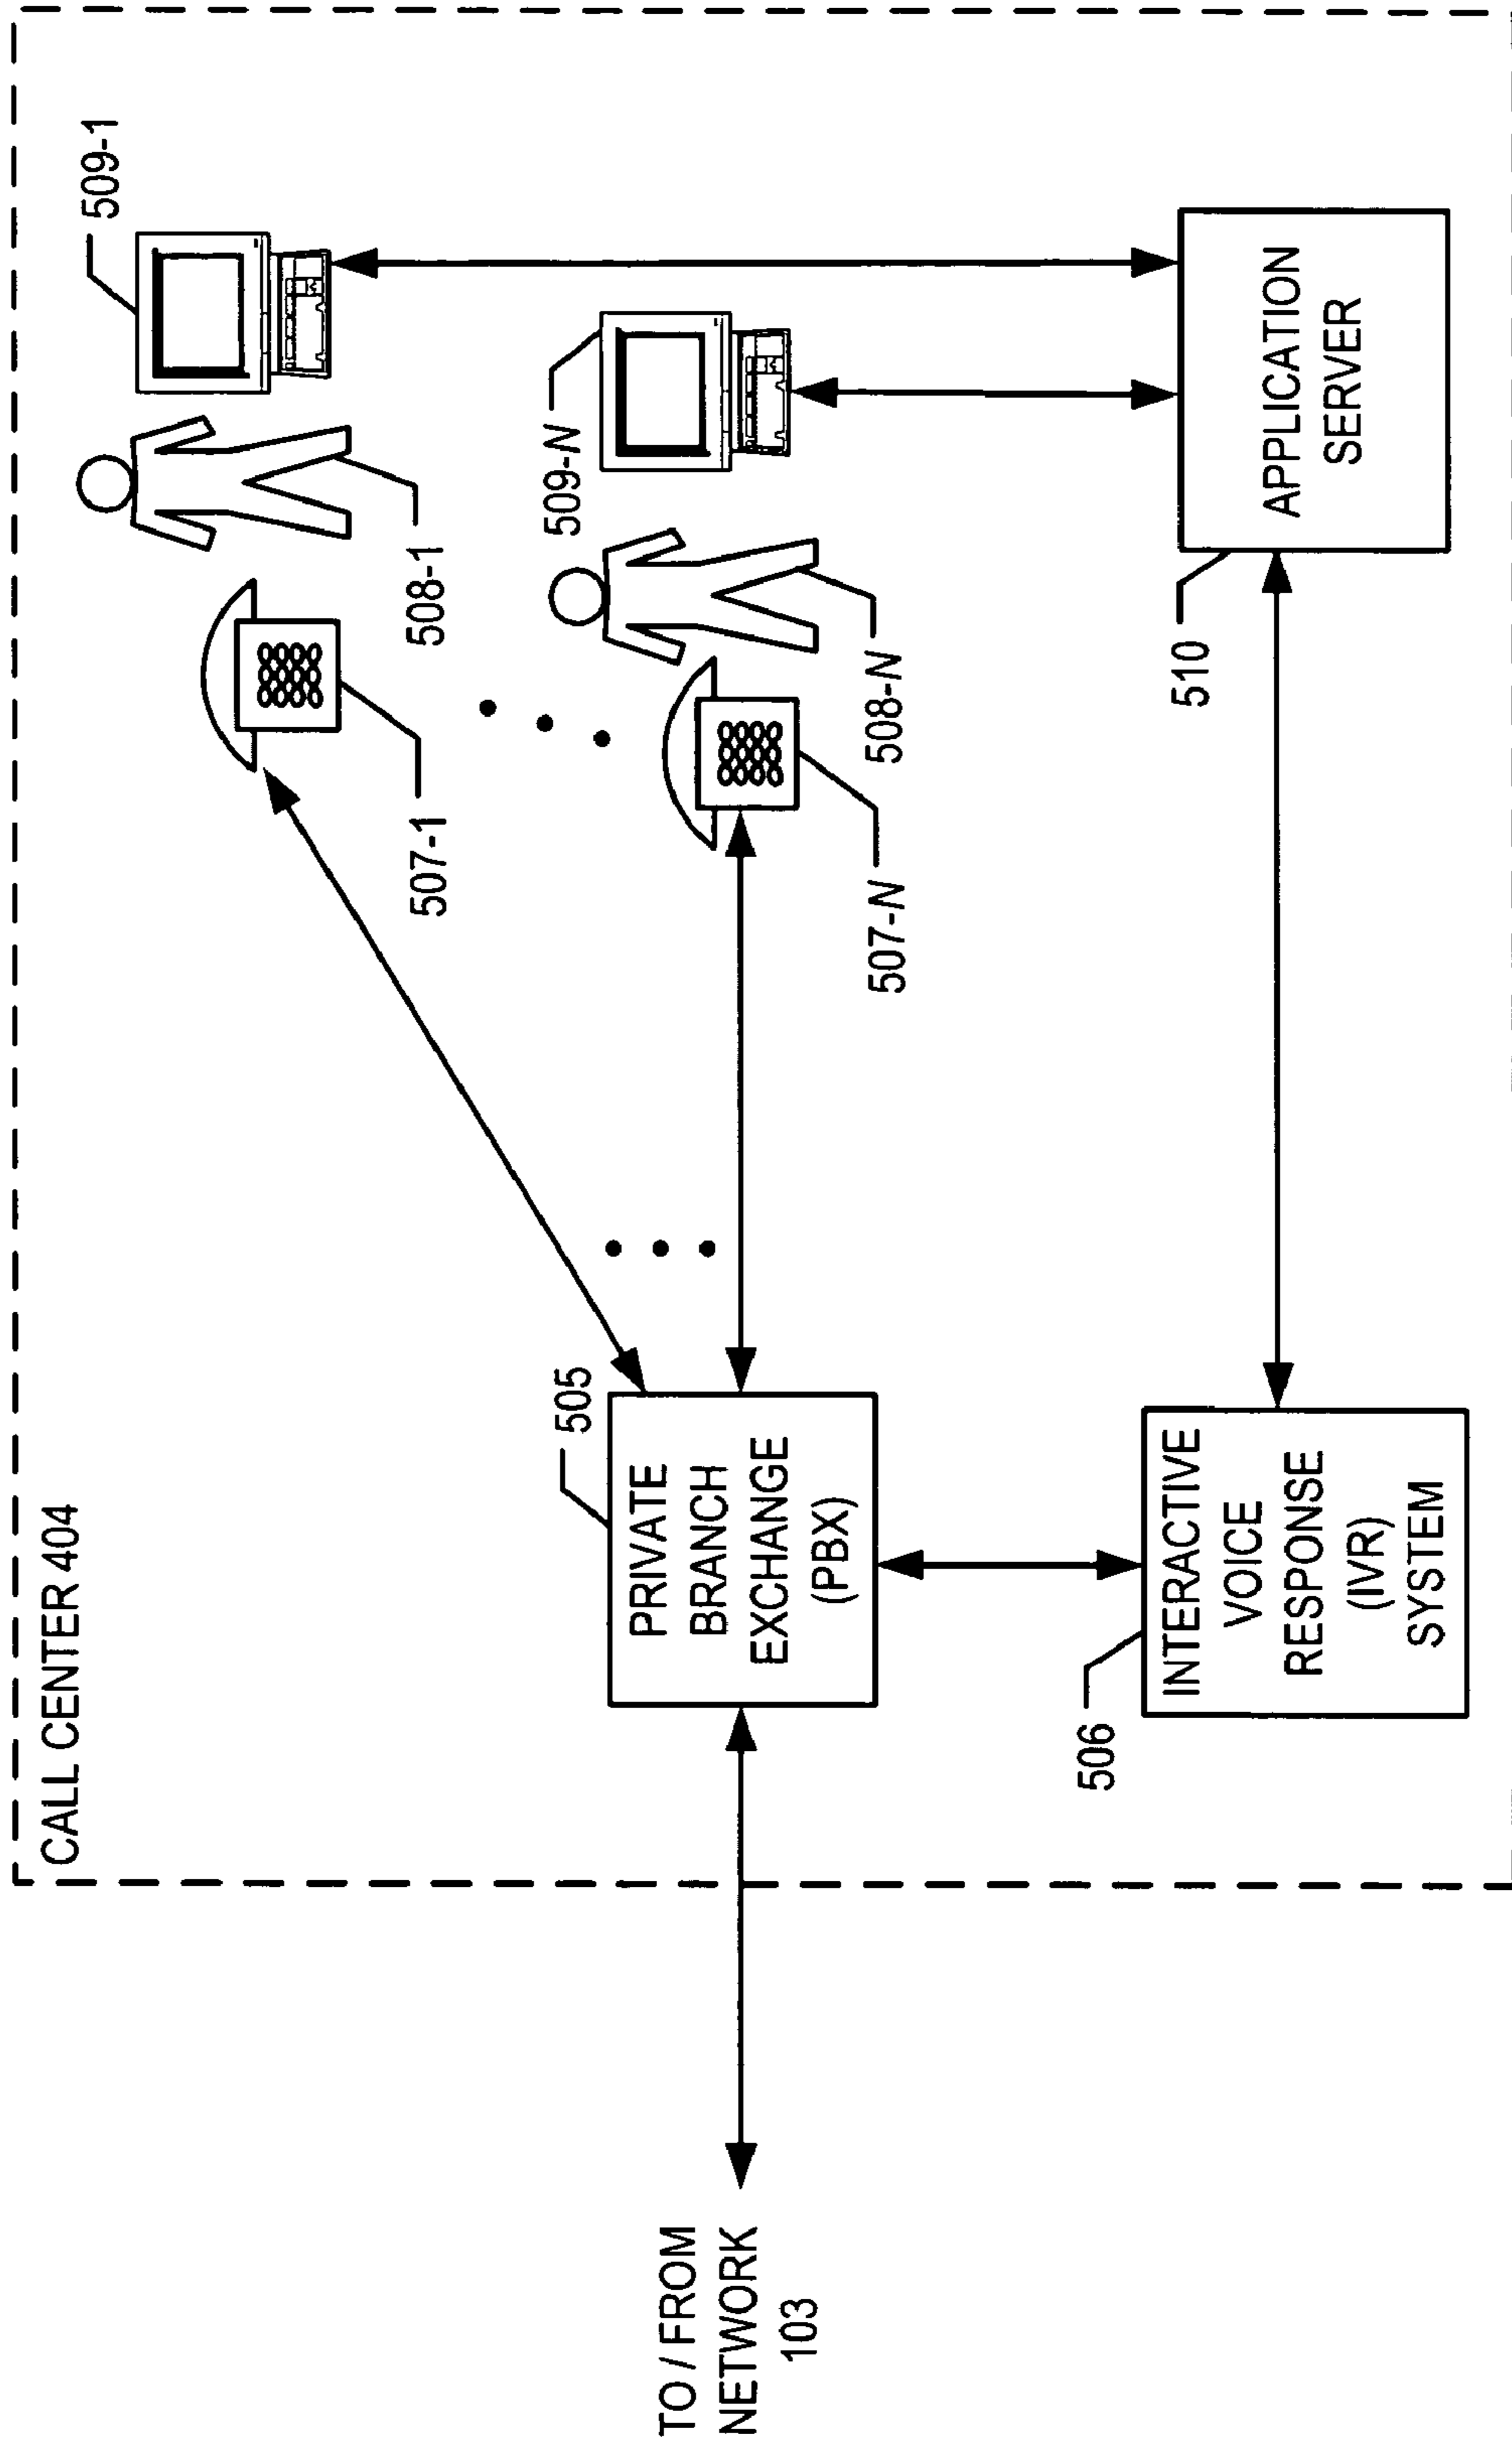 CALL CENTER 404
509-1
508-1
507-1
509-N
508-N
507-N
505
PRIVATE
BRANCH
EXCHANGE
(PBX)
TO / FROM
NETWORK
103
506
INTERACTIVE
VOICE
RESPONSE
(IVR)
SYSTEM
510
APPLICATION
SERVER